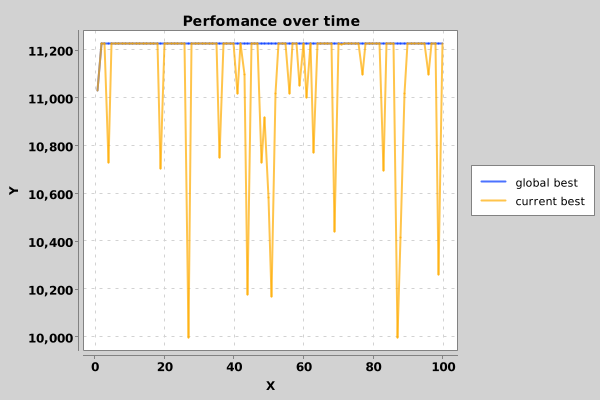 Perfomance over time
Y
11,200
11,000
10,800
10,600
10,400
10,200
10,000
0 20 40 60 80 100
X
global best
current best